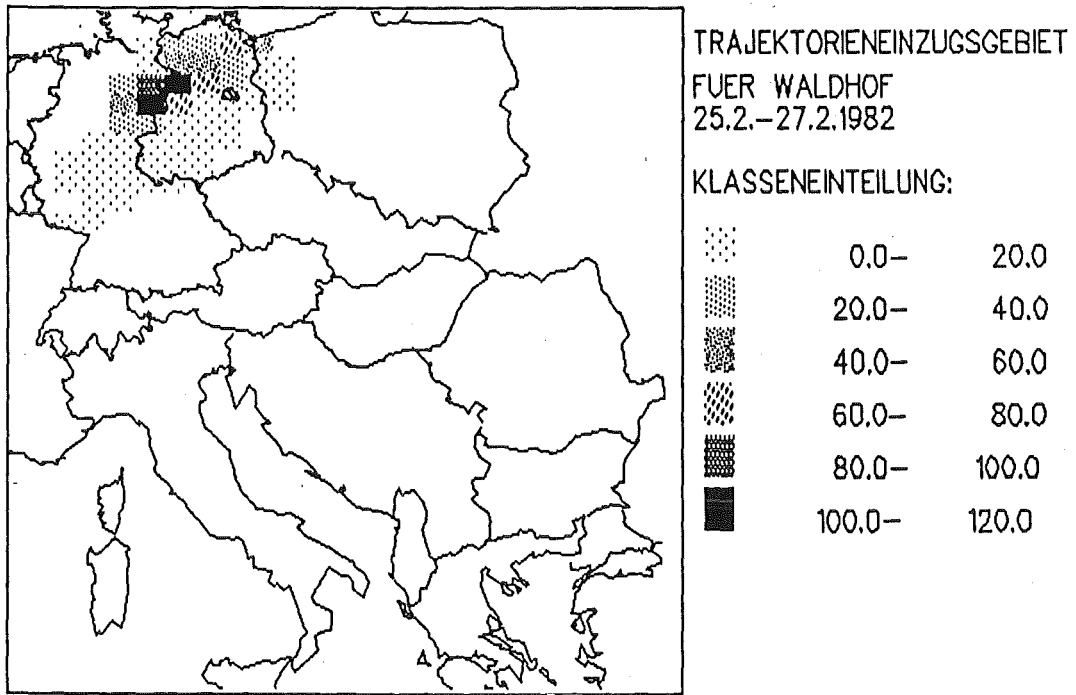 TRAJEKTORIENEINZUGSGEBIET
FUER WALDHOF
25.2.-27.2.1982
KLASSENEINTEILUNG:
0.0- 20.0
20.0- 40.0
40.0- 60.0
60.0- 80.0
80.0- 100.0
100.0- 120.0